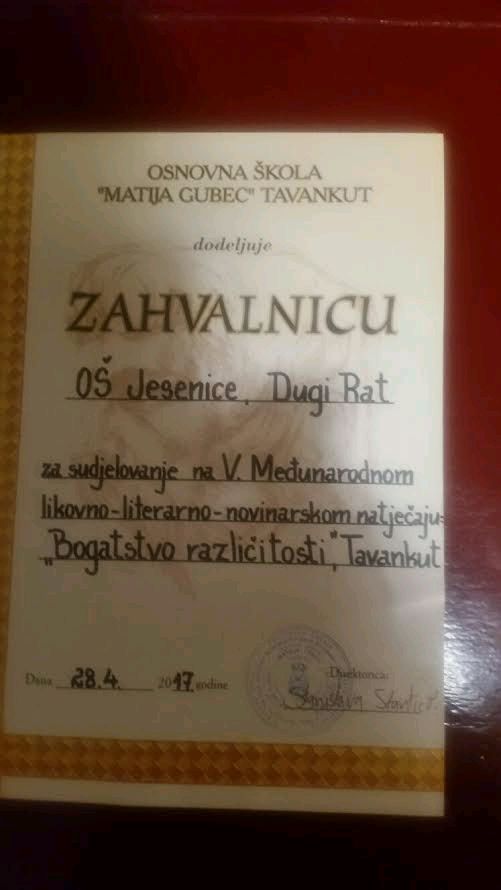 OSNOVNA ŠKOLA
"MATIJA GUBEC" TAVANKUT
dodeljuje
ZAHVALNICU
OŠ Jesenice, Dugi Rat
za sudjelovanje na V. Međunarodnom
likovno-literarno-novinarskom natječaju:
„Bogatstvo različitosti”, Tavankut
Dana 28.4. 2017. godine
Direktorica:
Stanislava